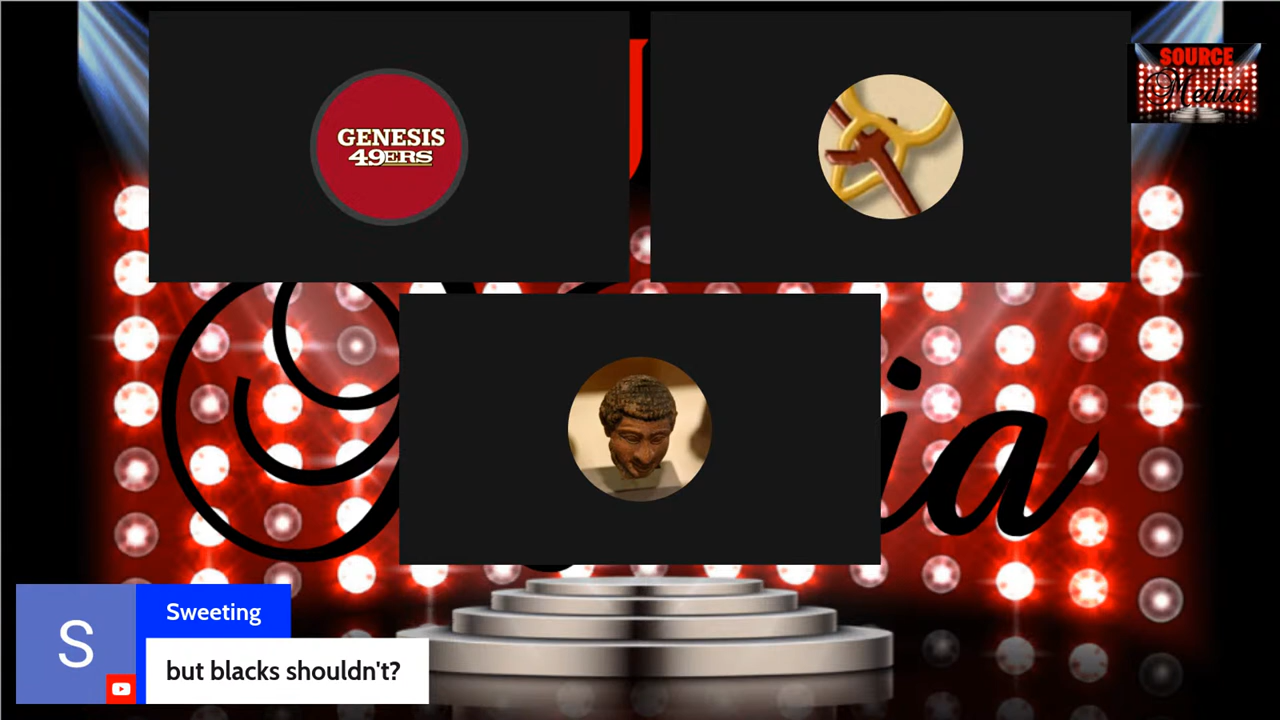 GENESIS
49ERS
SOURCE
Media
Sweeting
S
but blacks shouldn't?